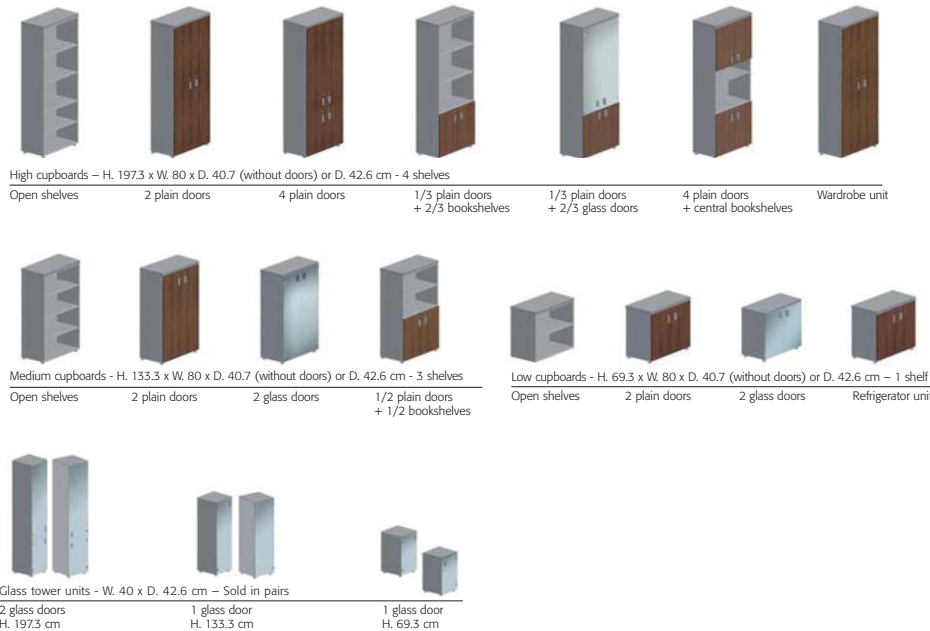 High cupboards – H. 197.3 x W. 80 x D. 40.7 (without doors) or D. 42.6 cm - 4 shelves
Open shelves
2 plain doors
4 plain doors
1/3 plain doors
+ 2/3 bookshelves
1/3 plain doors
+ 2/3 glass doors
4 plain doors
+ central bookshelves
Wardrobe unit
Medium cupboards - H. 133.3 x W. 80 x D. 40.7 (without doors) or D. 42.6 cm - 3 shelves
Open shelves
2 plain doors
2 glass doors
1/2 plain doors
+ 1/2 bookshelves
Low cupboards - H. 69.3 x W. 80 x D. 40.7 (without doors) or D. 42.6 cm – 1 shelf
Open shelves
2 plain doors
2 glass doors
Refrigerator unit
Glass tower units - W. 40 x D. 42.6 cm – Sold in pairs
2 glass doors
H. 197.3 cm
1 glass door
H. 133.3 cm
1 glass door
H. 69.3 cm